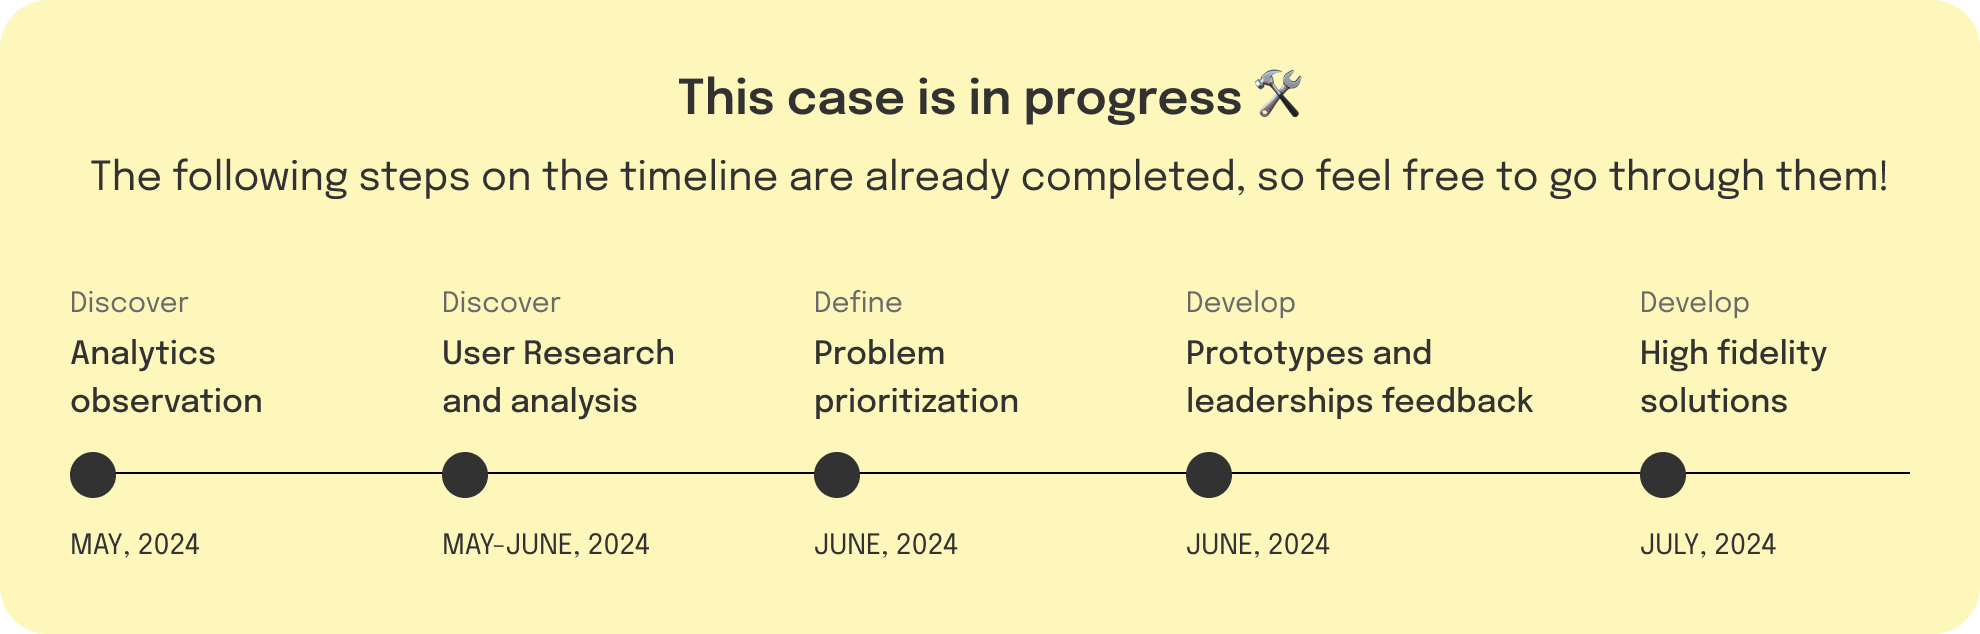 This case is in progress 🛠
The following steps on the timeline are already completed, so feel free to go through them!
Discover
Analytics
observation
MAY, 2024
Discover
User Research
and analysis
MAY-JUNE, 2024
Define
Problem
prioritization
JUNE, 2024
Develop
Prototypes and
leaderships feedback
JUNE, 2024
Develop
High fidelity
solutions
JULY, 2024